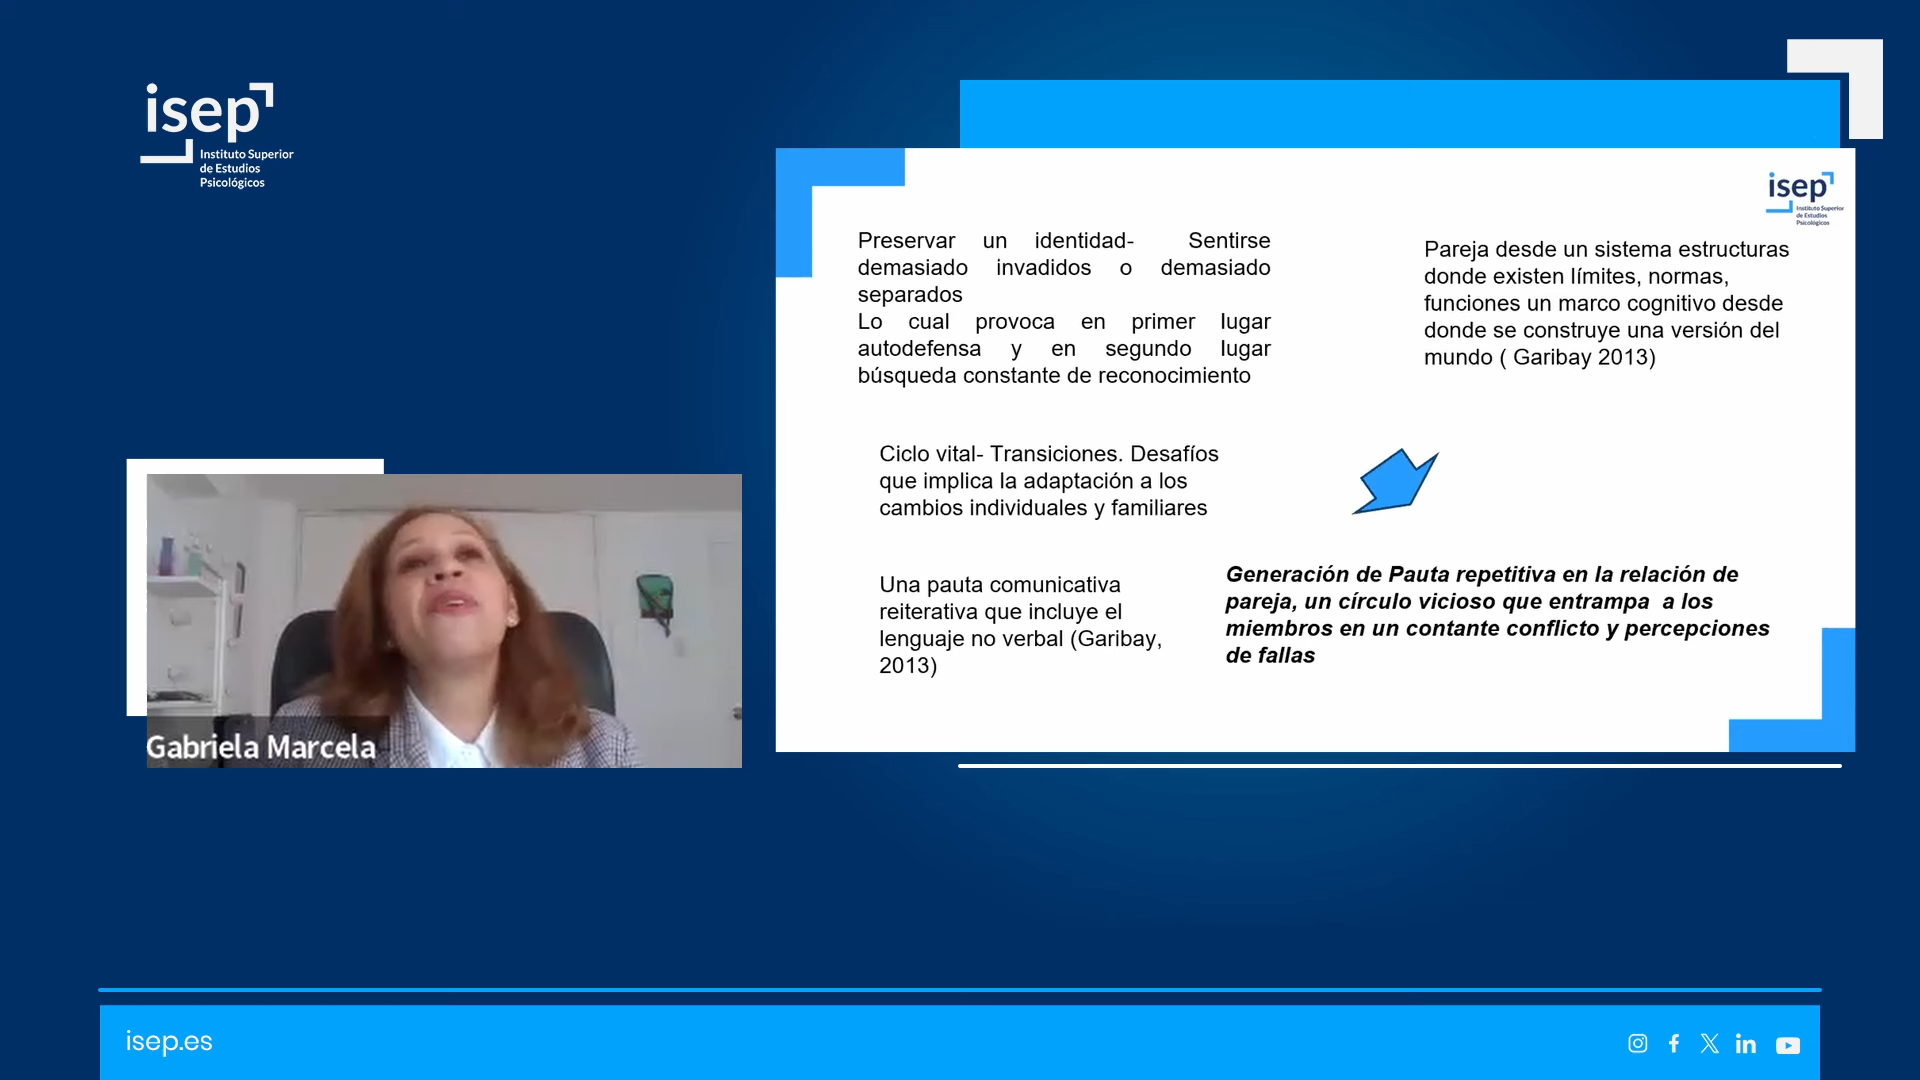 isep
Instituto Superior
de Estudios
Psicológicos
isep
Instituto Superior
de Estudios
Psicológicos
Preservar un identidad- Sentirse
demasiado invadidos o demasiado
separados
Lo cual provoca en primer lugar
autodefensa y en segundo lugar
búsqueda constante de reconocimiento
Pareja desde un sistema estructuras
donde existen límites, normas,
funciones un marco cognitivo desde
donde se construye una versión del
mundo ( Garibay 2013)
Ciclo vital- Transiciones. Desafíos
que implica la adaptación a los
cambios individuales y familiares
Una pauta comunicativa
reiterativa que incluye el
lenguaje no verbal (Garibay,
2013)
Generación de Pauta repetitiva en la relación de
pareja, un círculo vicioso que entrampa a los
miembros en un contante conflicto y percepciones
de fallas
Gabriela Marcela
isep.es